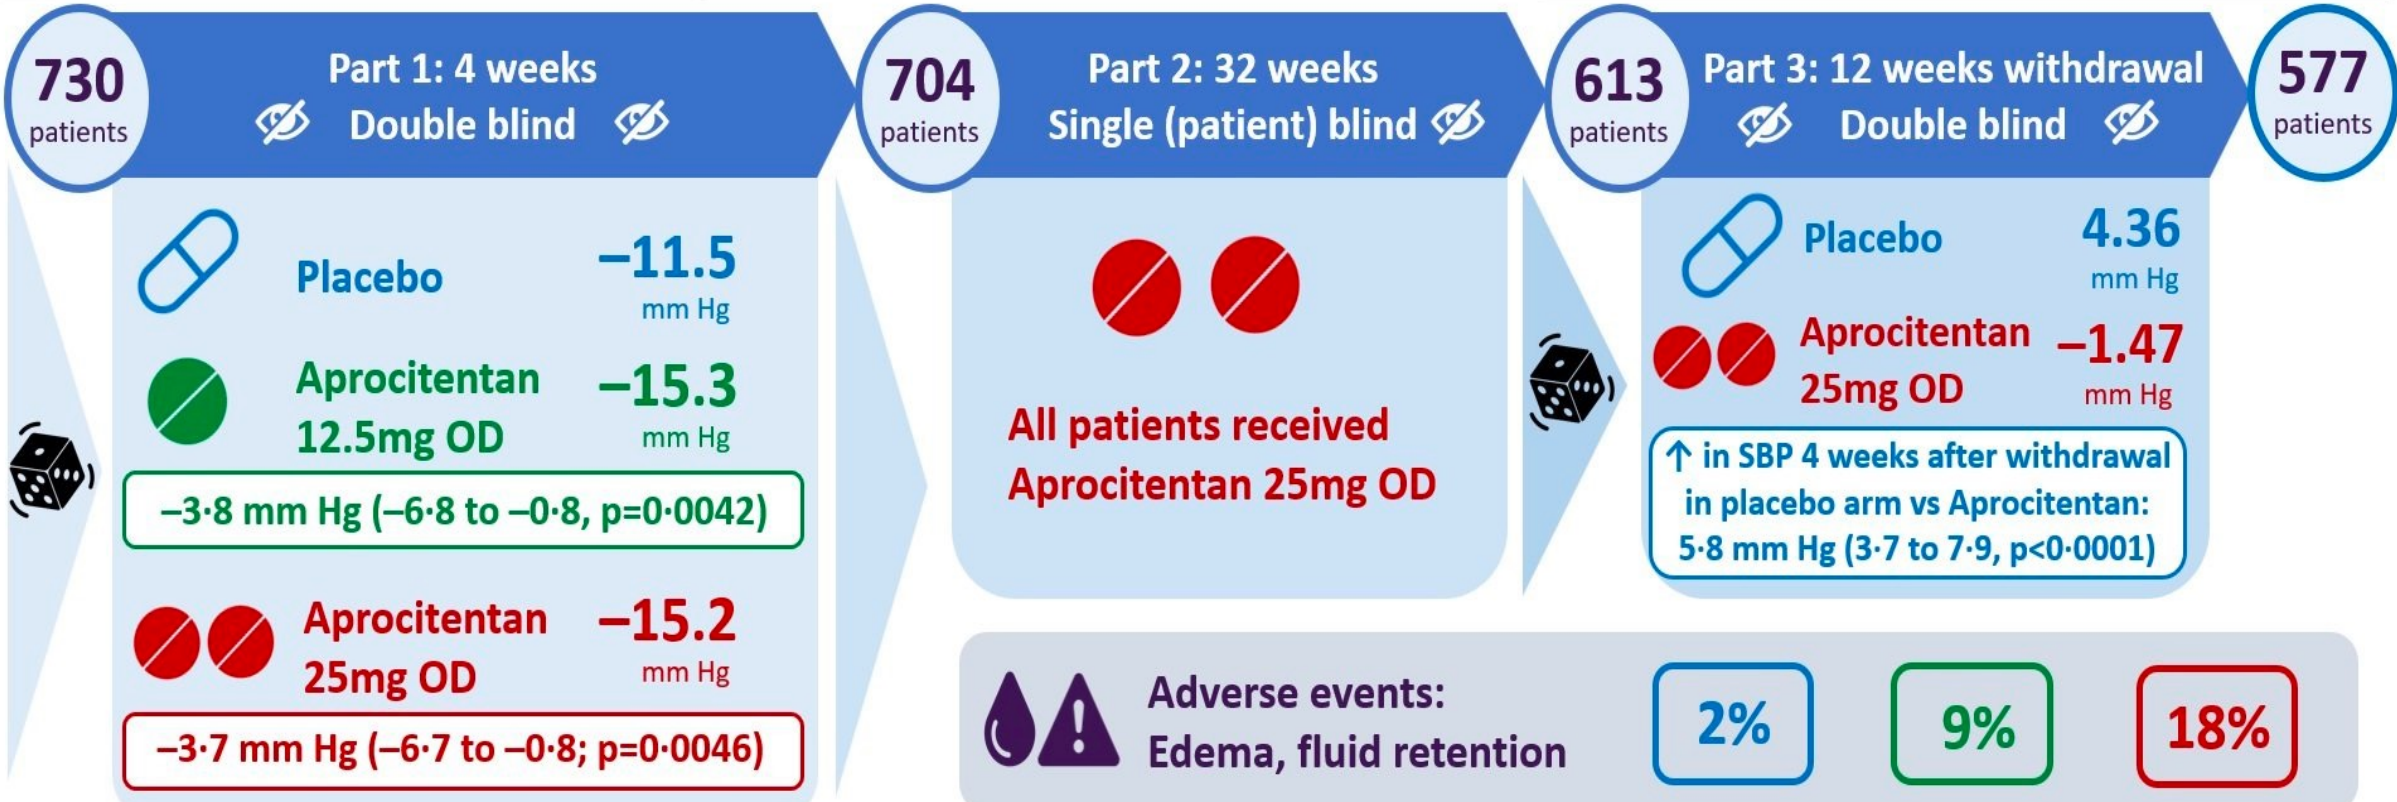 730
patients
Part 1: 4 weeks
Double blind
704
patients
Part 2: 32 weeks
Single (patient) blind
613
patients
Part 3: 12 weeks withdrawal
Double blind
577
patients
Placebo
–11.5
mm Hg
Aprocitentan
12.5mg OD
–15.3
mm Hg
–3·8 mm Hg (–6·8 to –0·8, p=0·0042)
Aprocitentan
25mg OD
–15.2
mm Hg
–3·7 mm Hg (–6·7 to –0·8; p=0·0046)
All patients received
Aprocitentan 25mg OD
Placebo
4.36
mm Hg
Aprocitentan
25mg OD
–1.47
mm Hg
↑ in SBP 4 weeks after withdrawal
in placebo arm vs Aprocitentan:
5·8 mm Hg (3·7 to 7·9, p<0·0001)
Adverse events:
Edema, fluid retention
2%
9%
18%